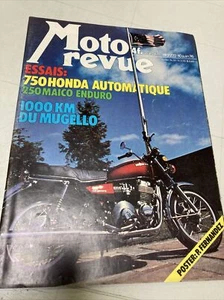 Moto
revue
ESSAIS:
750 HONDA AUTOMATIQUE
250 MAICO ENDURO
1000 KM
DU MUGELLO
POSTER: P. FERNANDEZ